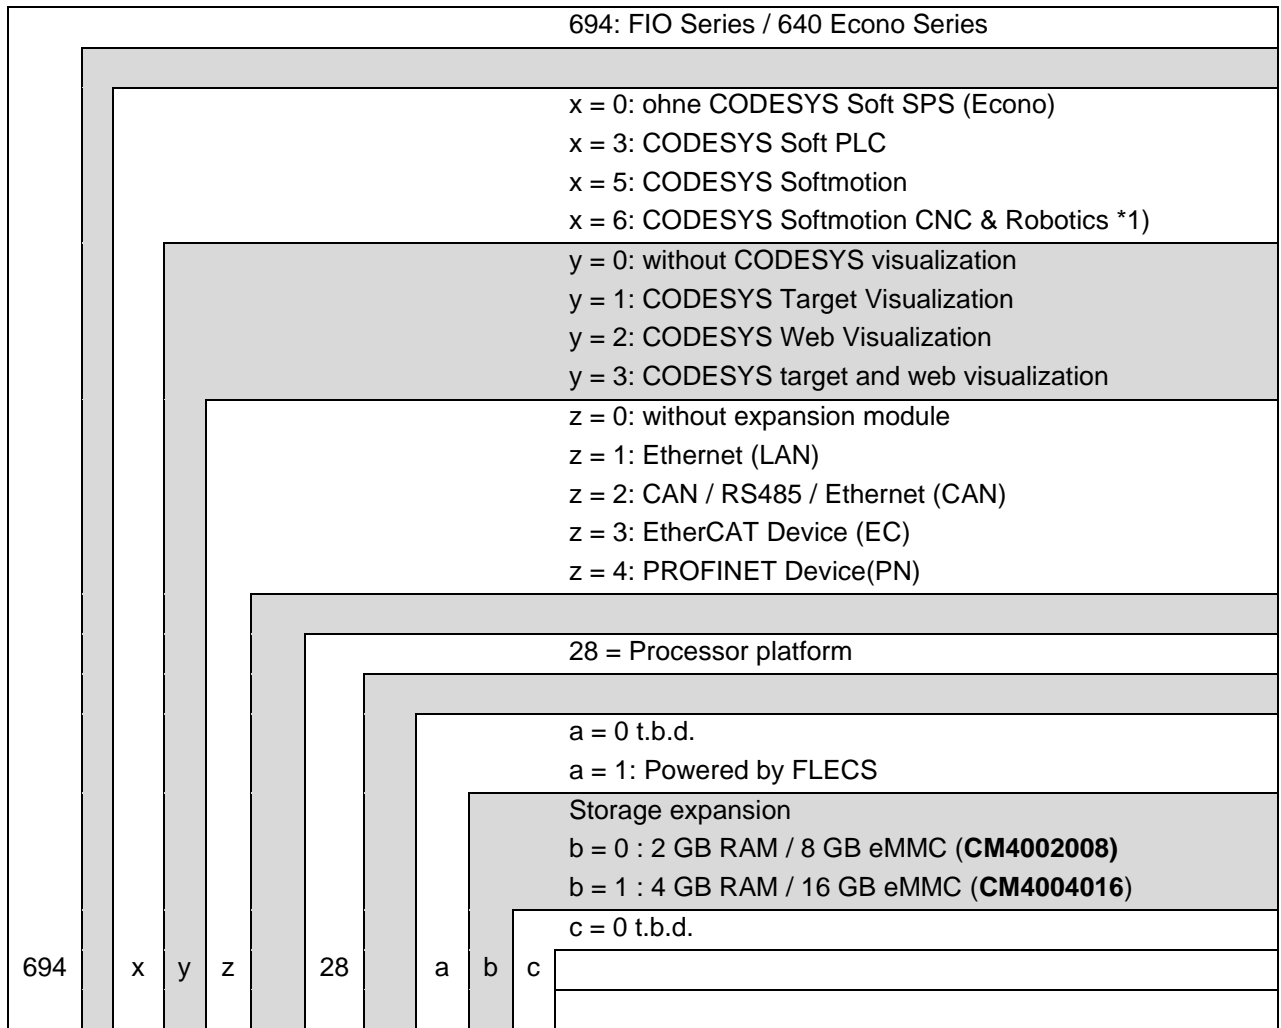 694: FIO Series / 640 Econo Series
x = 0: ohne CODESYS Soft SPS (Econo)
x = 3: CODESYS Soft PLC
x = 5: CODESYS Softmotion
x = 6: CODESYS Softmotion CNC & Robotics *1)
y = 0: without CODESYS visualization
y = 1: CODESYS Target Visualization
y = 2: CODESYS Web Visualization
y = 3: CODESYS target and web visualization
z = 0: without expansion module
z = 1: Ethernet (LAN)
z = 2: CAN / RS485 / Ethernet (CAN)
z = 3: EtherCAT Device (EC)
z = 4: PROFINET Device(PN)
28 = Processor platform
a = 0 t.b.d.
a = 1: Powered by FLECS
Storage expansion
b = 0 : 2 GB RAM / 8 GB eMMC (CM4002008)
b = 1 : 4 GB RAM / 16 GB eMMC (CM4004016)
c = 0 t.b.d.
694 x y z 28 a b c